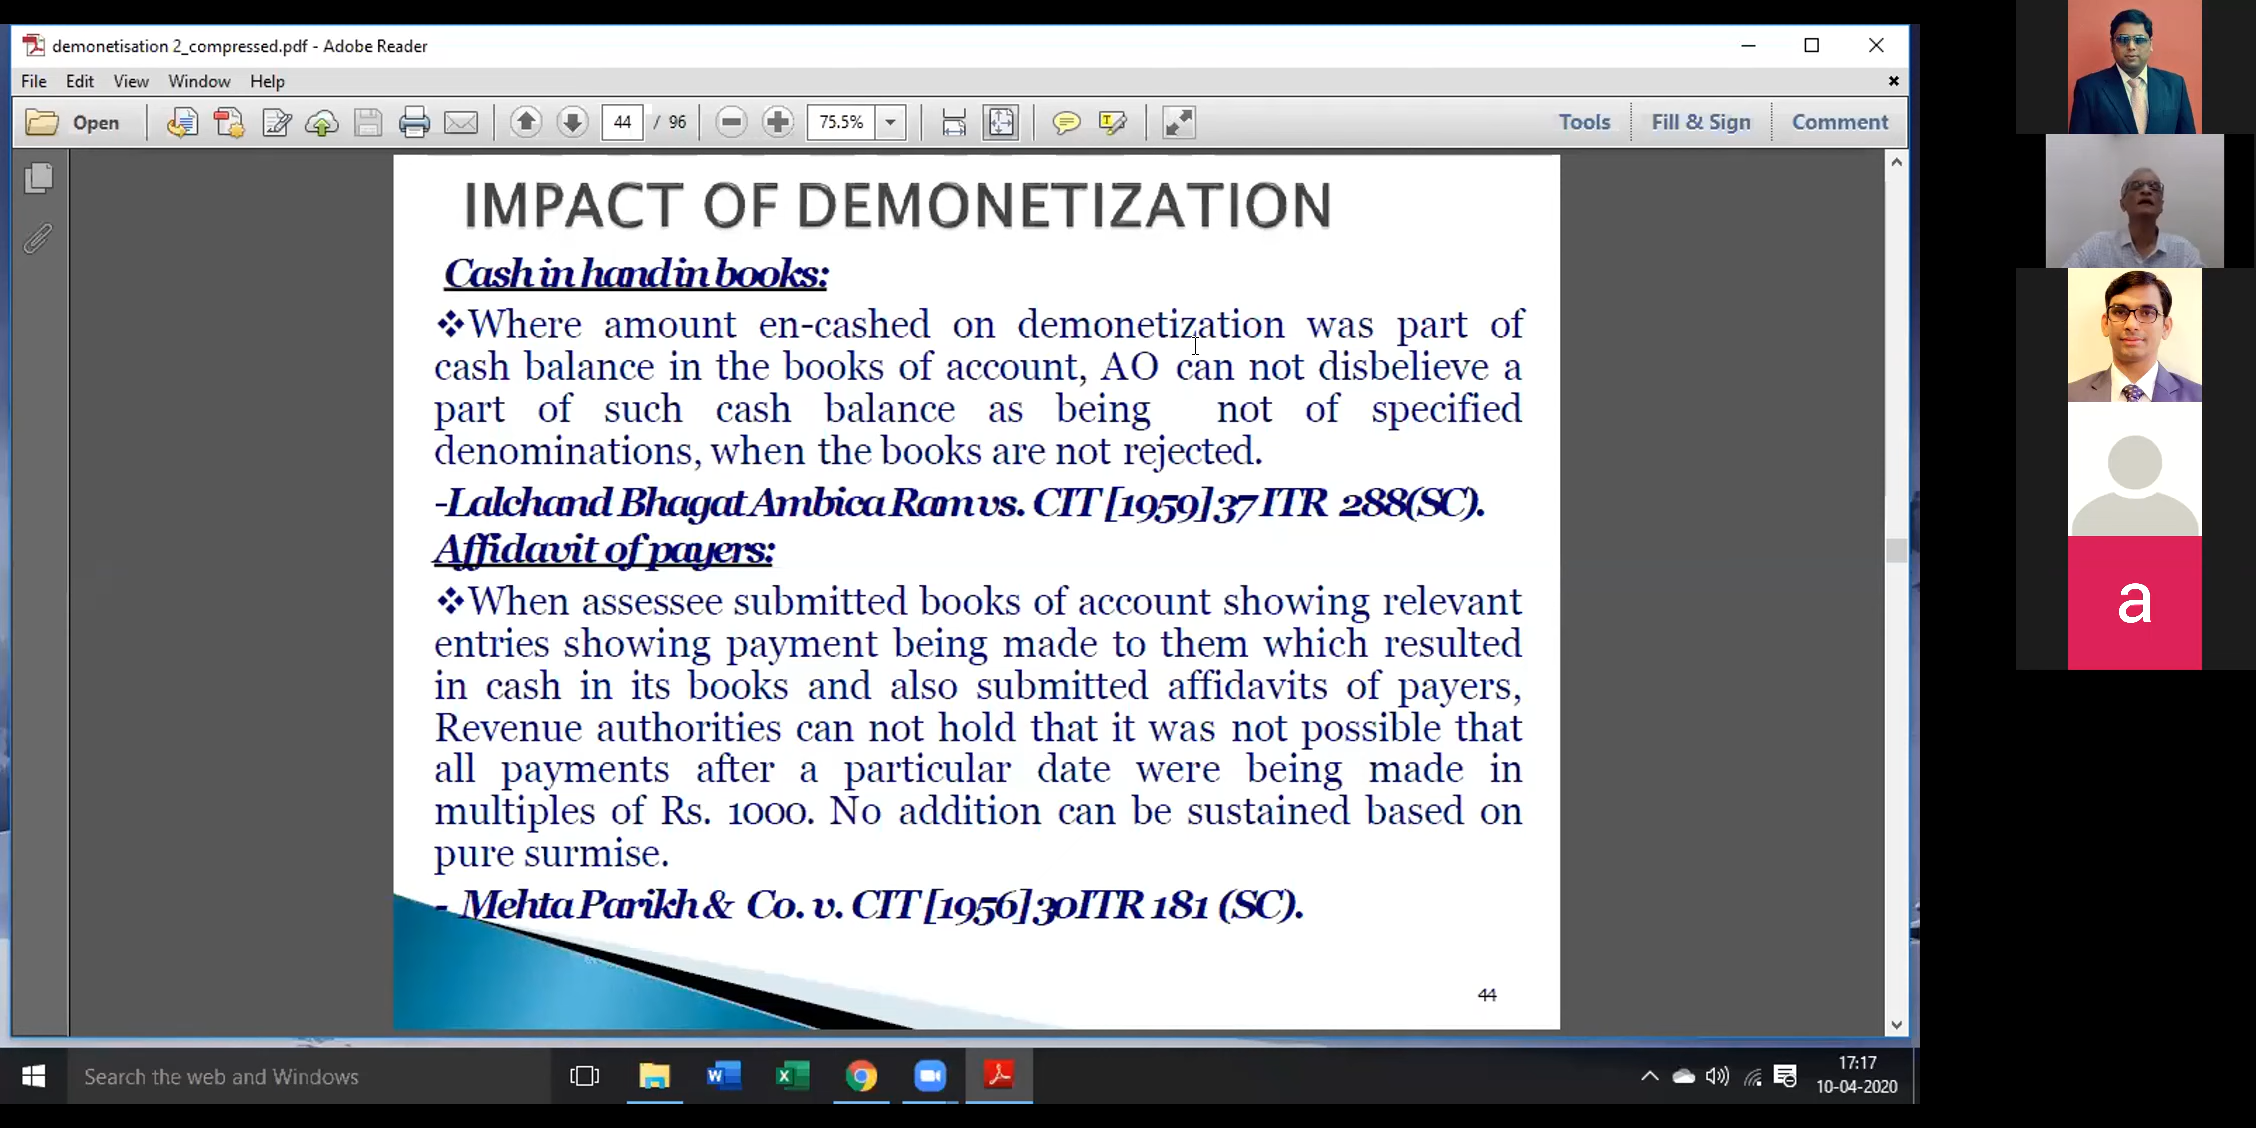 demonetisation 2_compressed.pdf - Adobe Reader
File Edit View Window Help
Open 44 / 96 75.5% Tools Fill & Sign Comment
IMPACT OF DEMONETIZATION
Cash in hand in books:
❖Where amount en-cashed on demonetization was part of
cash balance in the books of account, AO can not disbelieve a
part of such cash balance as being not of specified
denominations, when the books are not rejected.
-Lalchand Bhagat Ambica Ram vs. CIT [1959] 37 ITR 288(SC).
Affidavit of payers:
❖When assessee submitted books of account showing relevant
entries showing payment being made to them which resulted
in cash in its books and also submitted affidavits of payers,
Revenue authorities can not hold that it was not possible that
all payments after a particular date were being made in
multiples of Rs. 1000. No addition can be sustained based on
pure surmise.
- Mehta Parikh & Co. v. CIT [1956] 30 ITR 181 (SC).
44
a
Search the web and Windows
17:17
10-04-2020